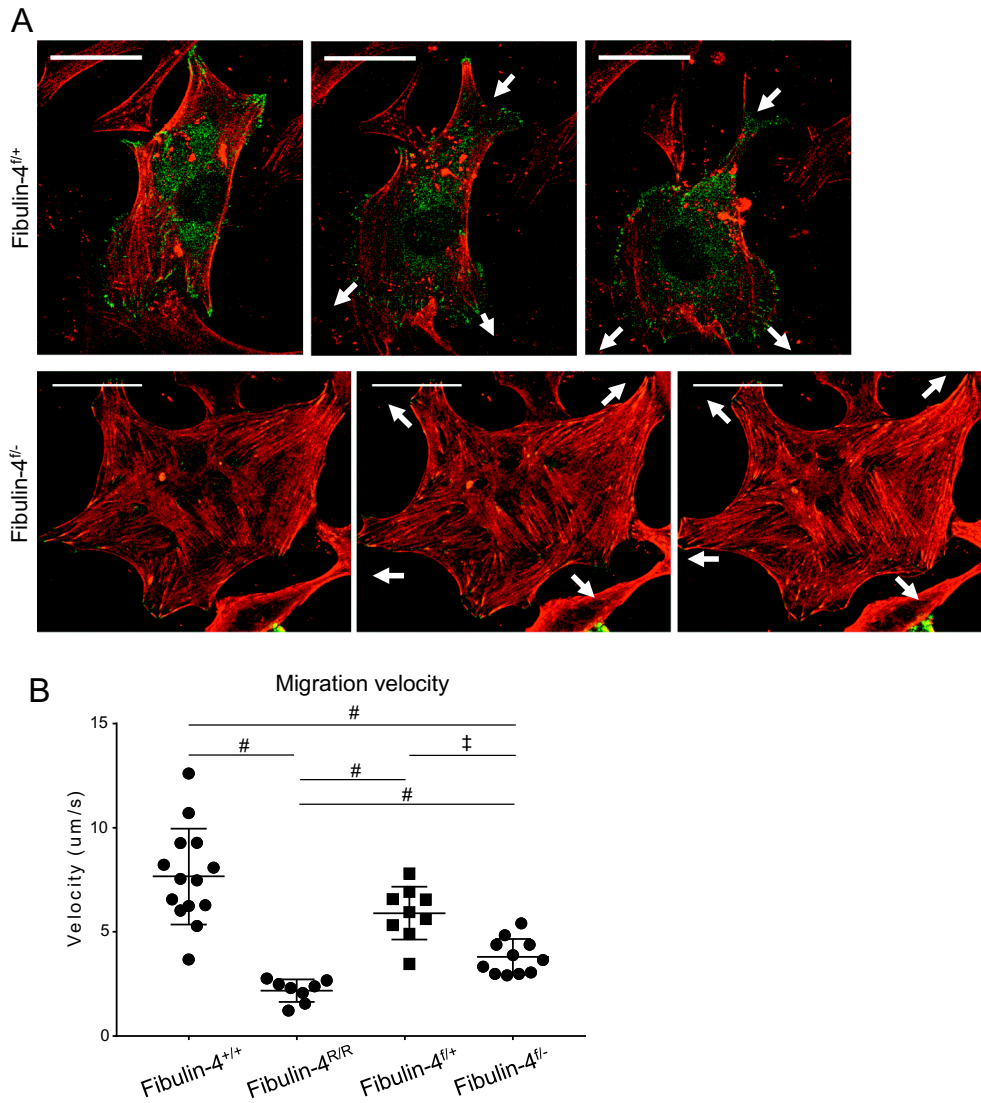 A
Fibulin-4f/+
Fibulin-4f/-
B
Migration velocity
#
#
‡
#
#
15
10
5
0
Velocity (um/s)
Fibulin-4+/+
Fibulin-4R/R
Fibulin-4f/+
Fibulin-4f/-